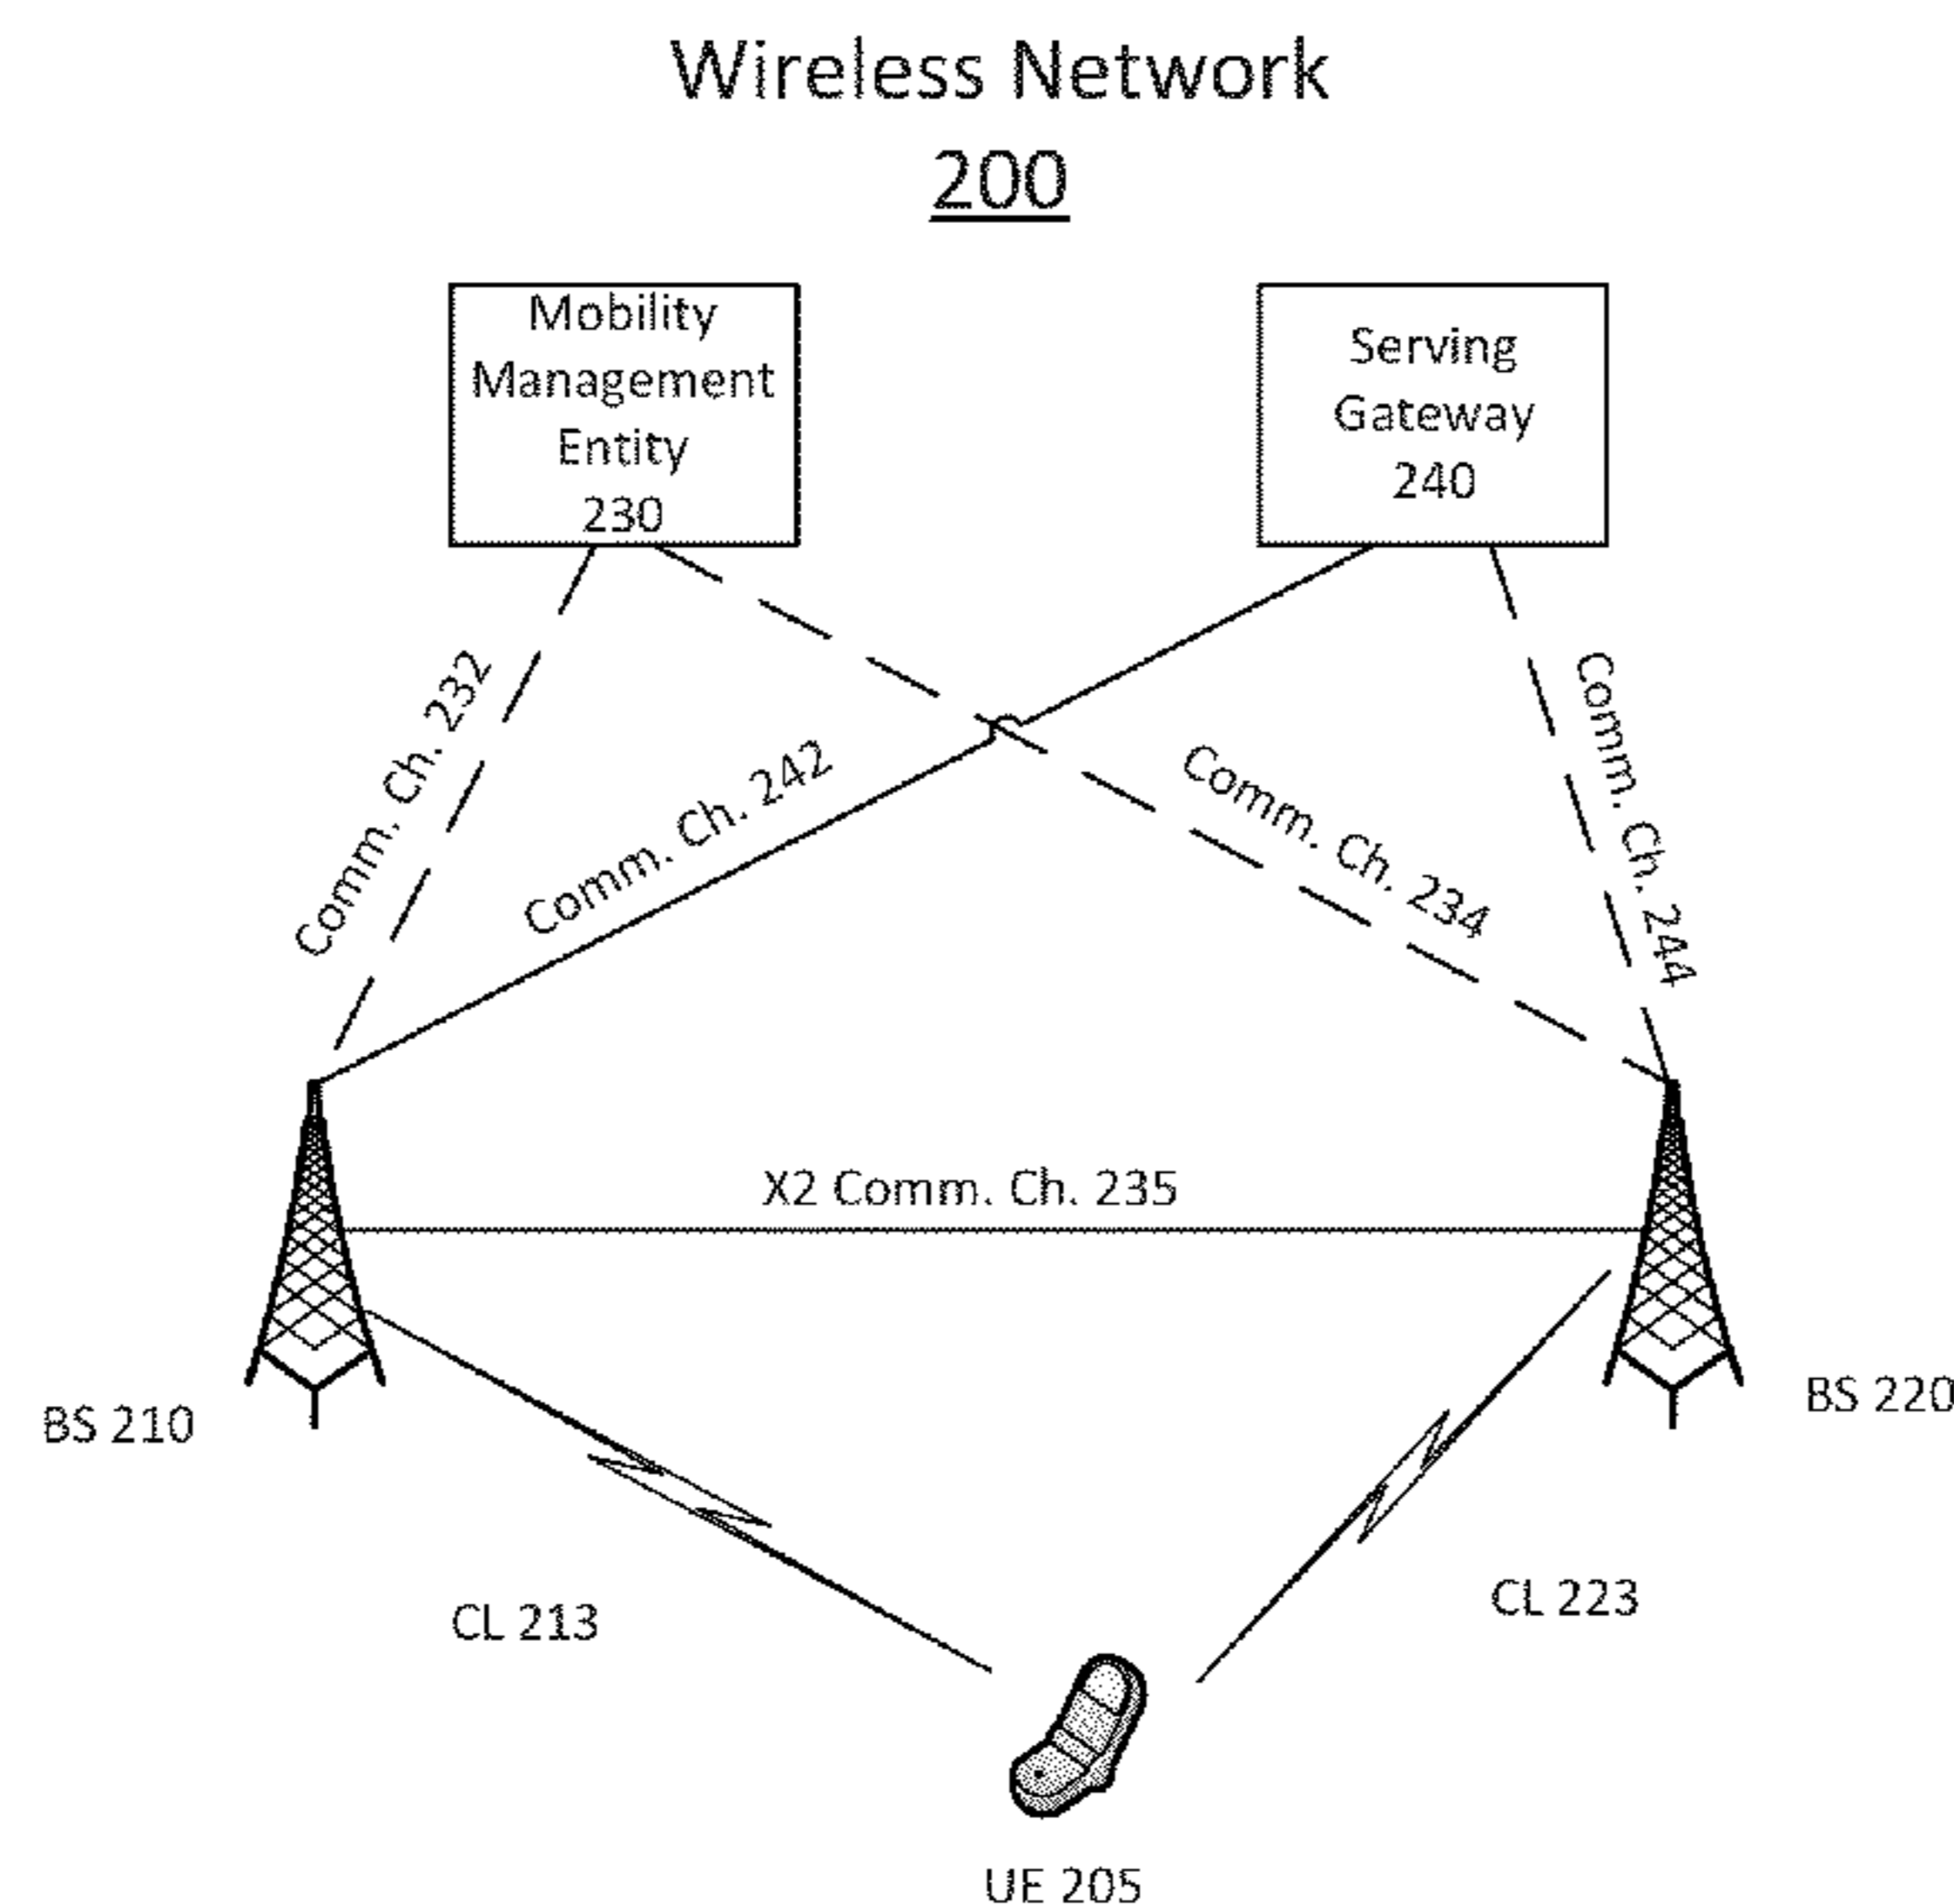 Wireless Network
200
Mobility
Management
Entity
230
Serving
Gateway
240
Comm. Ch. 232
Comm. Ch. 242
Comm. Ch. 234
Comm. Ch. 244
X2 Comm. Ch. 235
BS 210
BS 220
CL 213
CL 223
UE 205